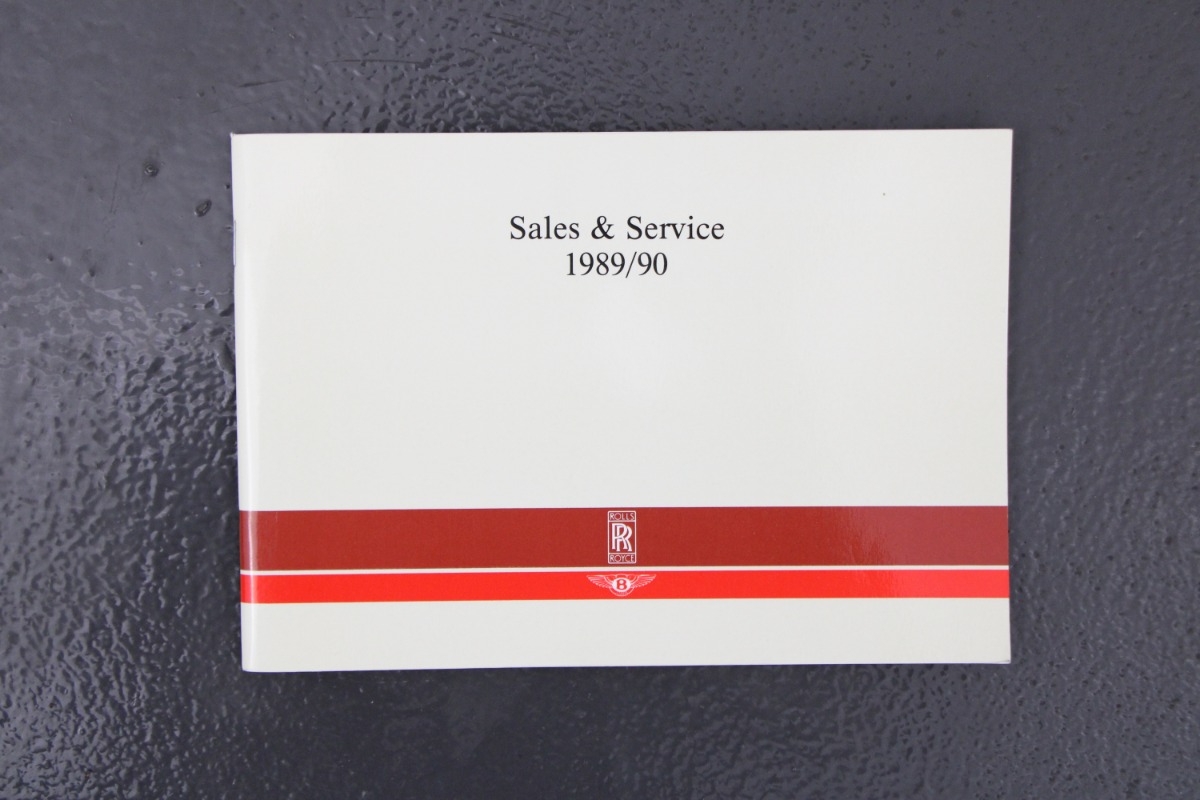 Sales & Service
1989/90
ROLLS
RR
ROYCE
B